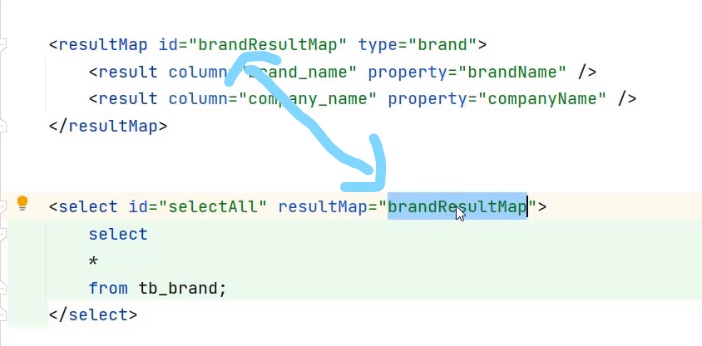 <resultMap id="brandResultMap" type="brand">
<result column="brand_name" property="brandName" />
<result column="company_name" property="companyName" />
</resultMap>
<select id="selectAll" resultMap="brandResultMap">
select
*
from tb_brand;
</select>